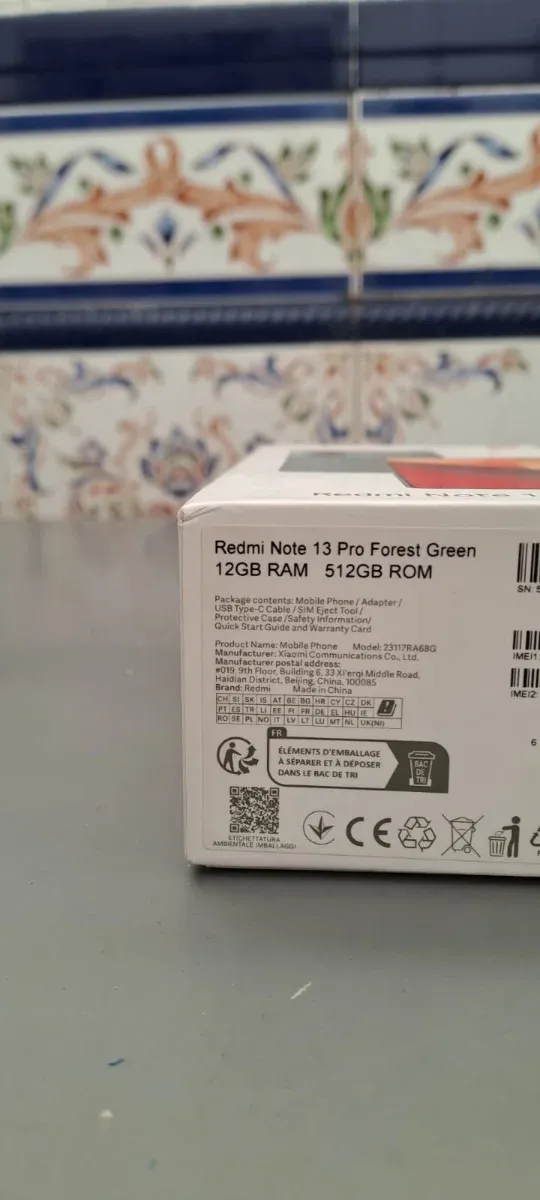 Redmi Note 1
Redmi Note 13 Pro Forest Green
12GB RAM 512GB ROM
Package contents: Mobile Phone / Adapter /
USB Type-C Cable / SIM Eject Tool /
Protective Case /Safety Information/
Quick Start Guide and Warranty Card
Product Name: Mobile Phone Model: 23117RA68G
Manufacturer: Xiaomi Communications Co., Ltd.
Manufacturer postal address:
#019, 9th Floor, Building 6, 33 Xi'erqi Middle Road,
Haidian District, Beijing, China, 100085
Brand: Redmi Made in China
CH SI SK IS AT BE BG HR CY CZ DK
PT ES TR LI EE FI FR DE EL HU IE
RO SE PL NO IT LV LT LU MT NL UK(NI)
FR
ÉLÉMENTS D'EMBALLAGE
À SÉPARER ET À DÉPOSER
DANS LE BAC DE TRI
BAC
DE
TRI
ETICHETTATURA
AMBIENTALE IMBALLAGGI
CE
SN: 5
IMEI1:
IMEI2:
6